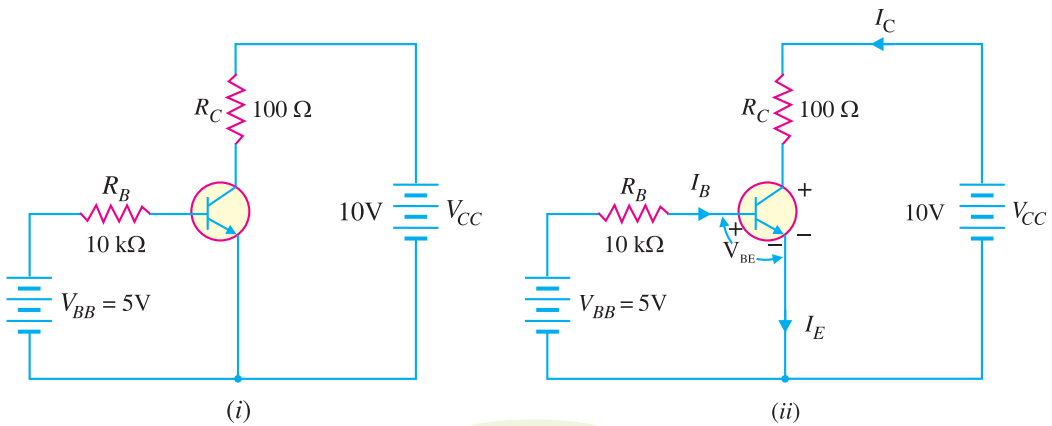 R_C 100 Ω
R_B
10 kΩ
10V V_CC
V_BB = 5V
(i)
I_C
R_C 100 Ω
R_B I_B
10 kΩ
+
–
+
–
V_BE
10V V_CC
V_BB = 5V
I_E
(ii)